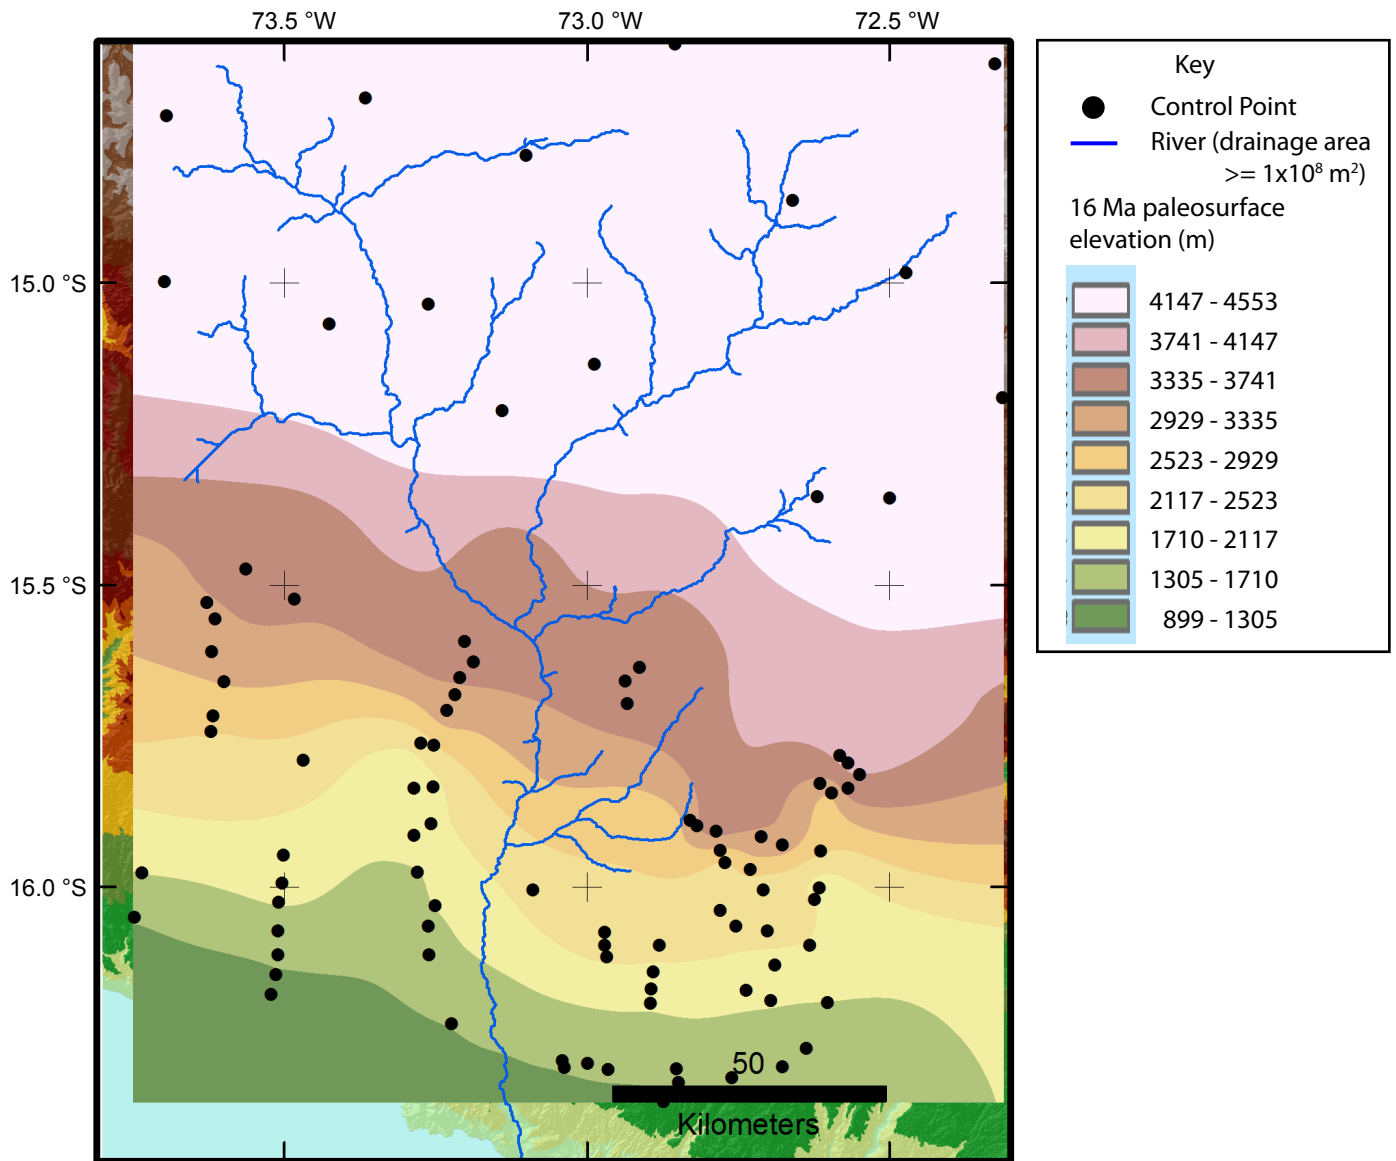 73.5 °W 73.0 °W 72.5 °W
15.0 °S
15.5 °S
16.0 °S
50
Kilometers
Key
Control Point
River (drainage area
>= 1x10⁸ m²)
16 Ma paleosurface
elevation (m)
4147 - 4553
3741 - 4147
3335 - 3741
2929 - 3335
2523 - 2929
2117 - 2523
1710 - 2117
1305 - 1710
899 - 1305